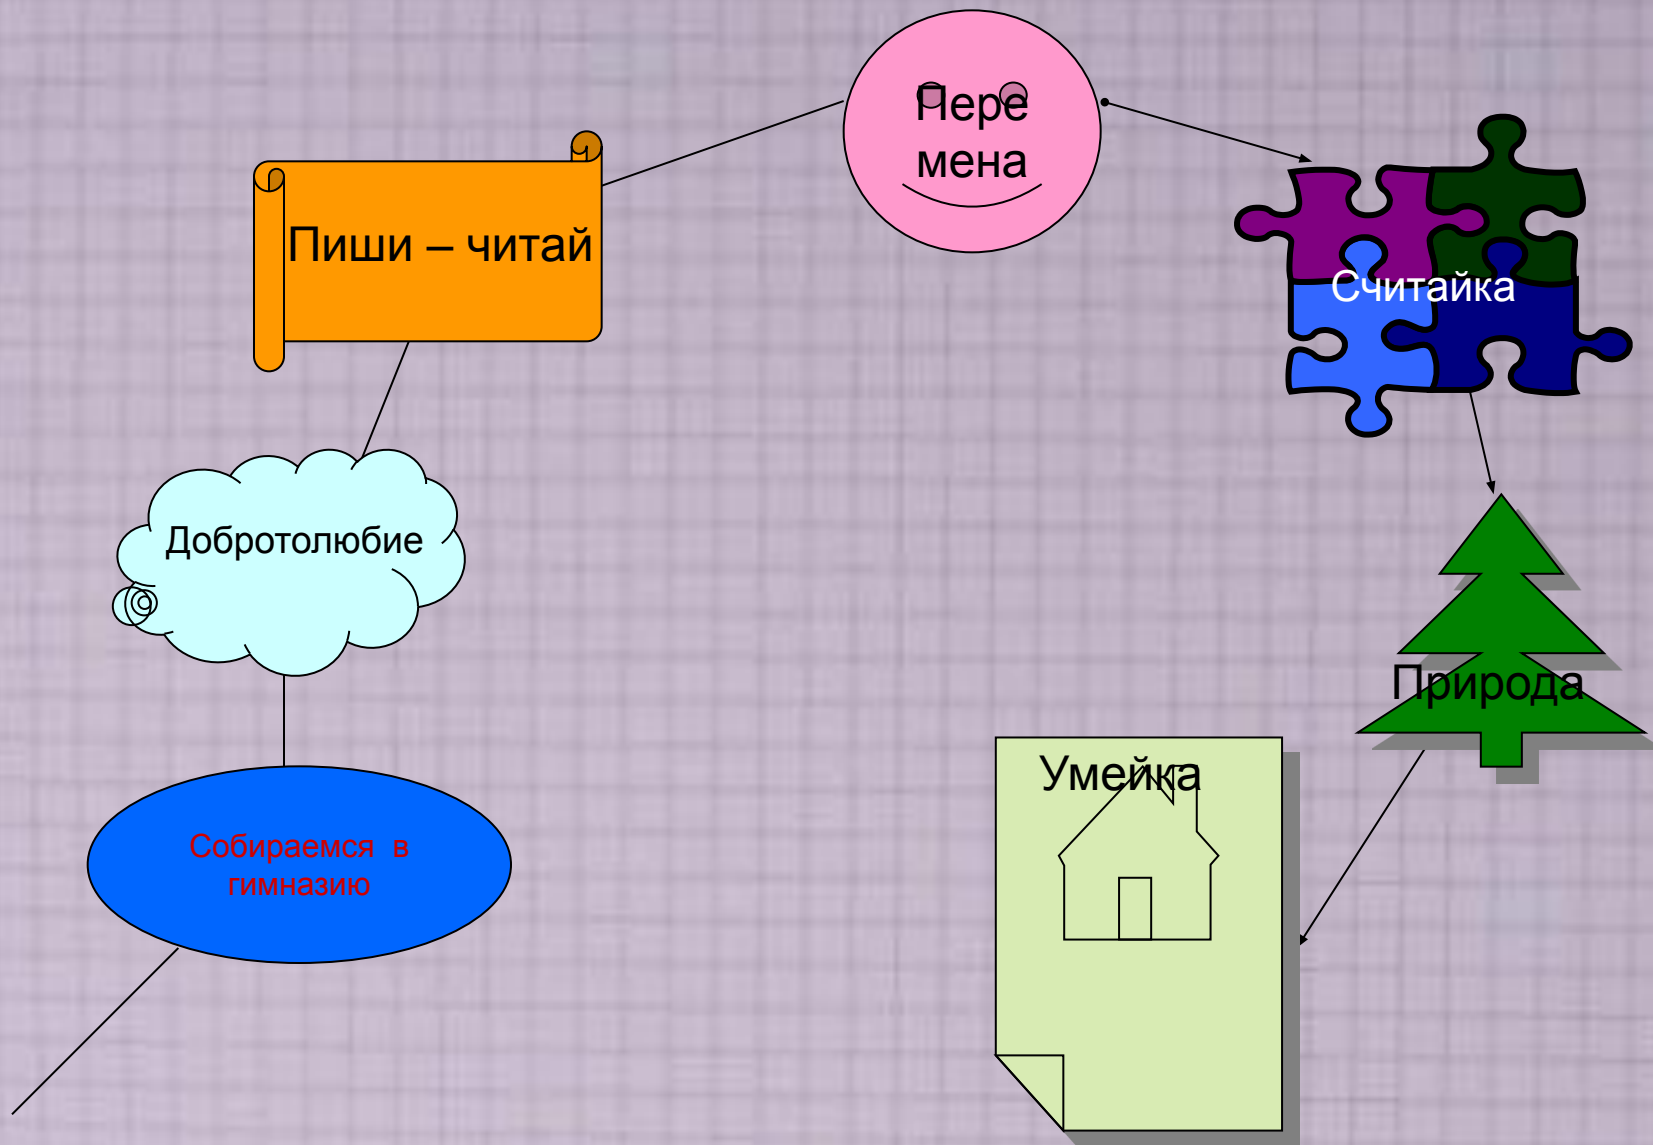 Пере
мена
Пиши – читай
Считайка
Добротолюбие
Природа
Умейка
Собираемся в
гимназию